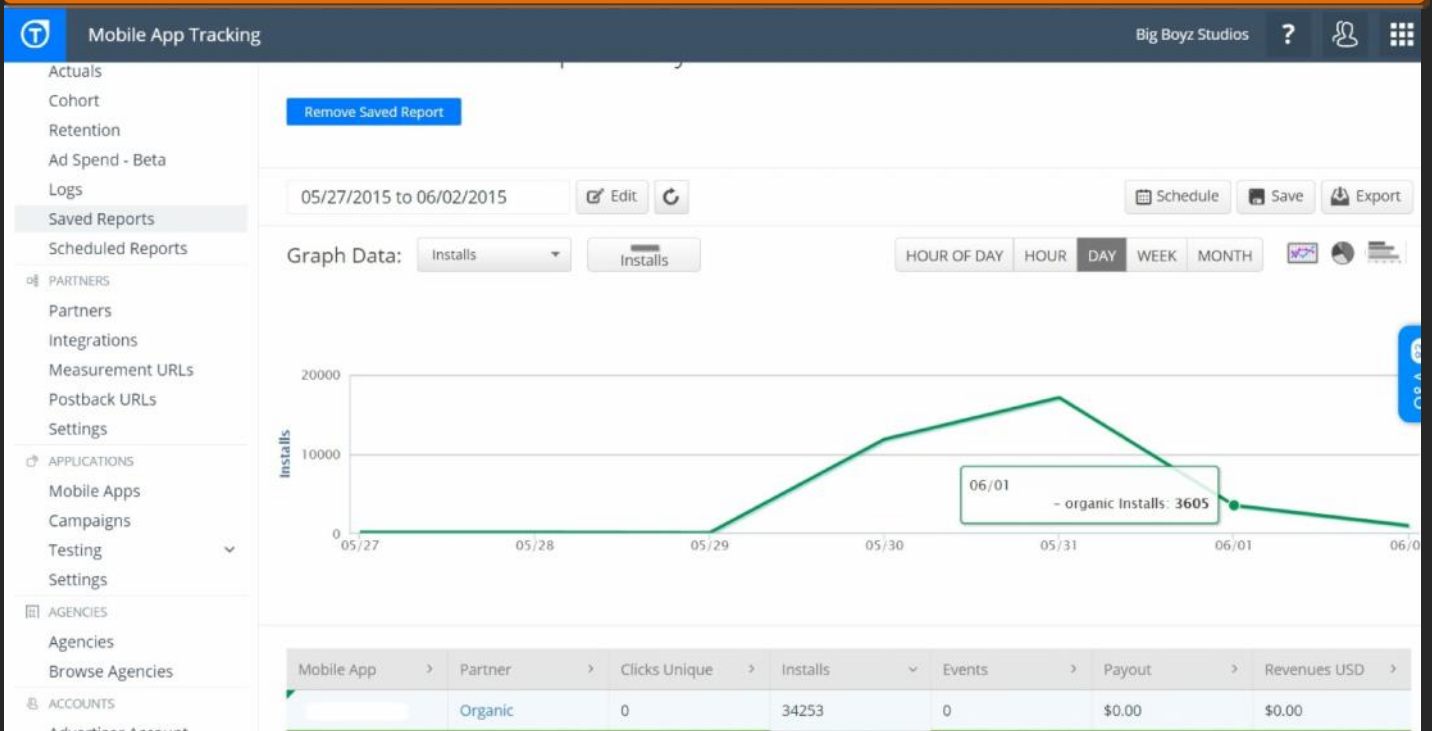 Mobile App Tracking
Big Boyz Studios ?
Actuals
Cohort
Retention
Ad Spend - Beta
Logs
Saved Reports
Scheduled Reports
PARTNERS
Partners
Integrations
Measurement URLs
Postback URLs
Settings
APPLICATIONS
Mobile Apps
Campaigns
Testing
Settings
AGENCIES
Agencies
Browse Agencies
ACCOUNTS
Advertiser Account
Remove Saved Report
05/27/2015 to 06/02/2015 Edit
Schedule Save Export
Graph Data: Installs Installs
HOUR OF DAY HOUR DAY WEEK MONTH
Q&A
Installs
20000
10000
0
06/01
- organic Installs: 3605
05/27 05/28 05/29 05/30 05/31 06/01 06/0
Mobile App Partner Clicks Unique Installs Events Payout Revenues USD
Organic 0 34253 0 $0.00 $0.00